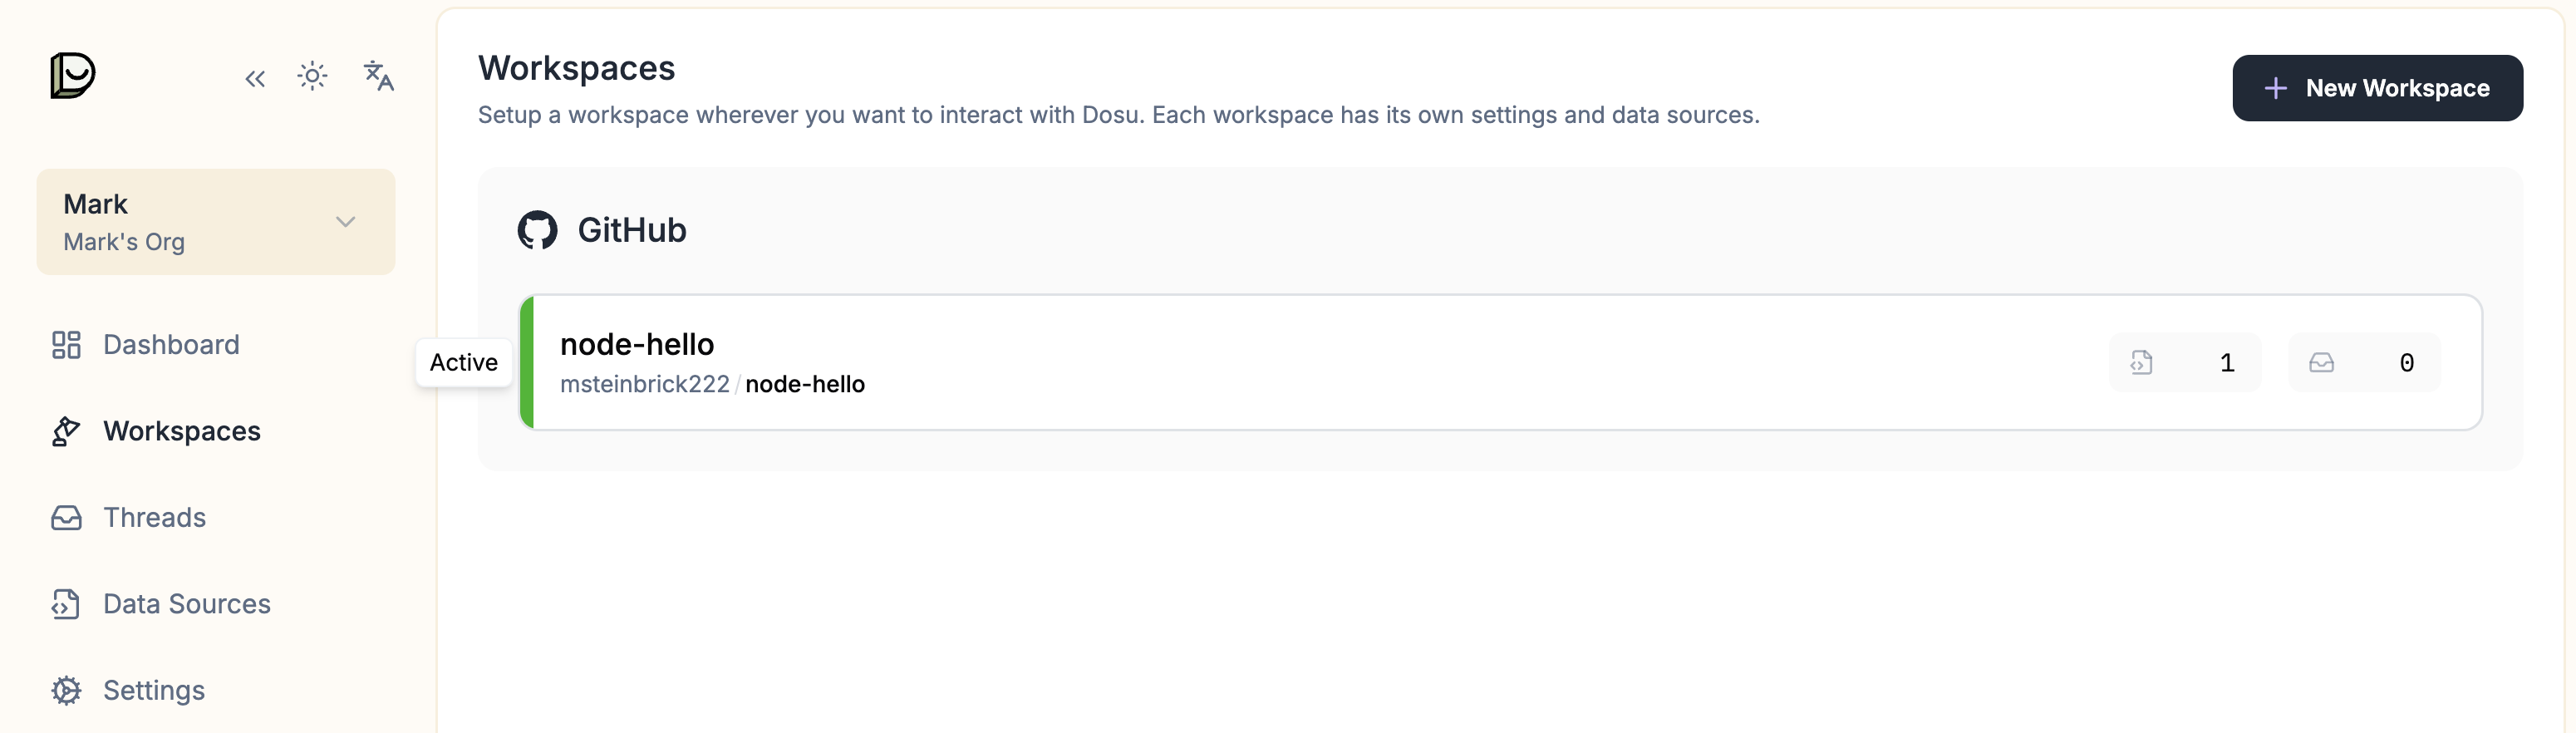 Mark
Mark's Org
Dashboard
Workspaces
Threads
Data Sources
Settings
Workspaces
Setup a workspace wherever you want to interact with Dosu. Each workspace has its own settings and data sources.
New Workspace
GitHub
Active
node-hello
msteinbrick222/node-hello
1
0